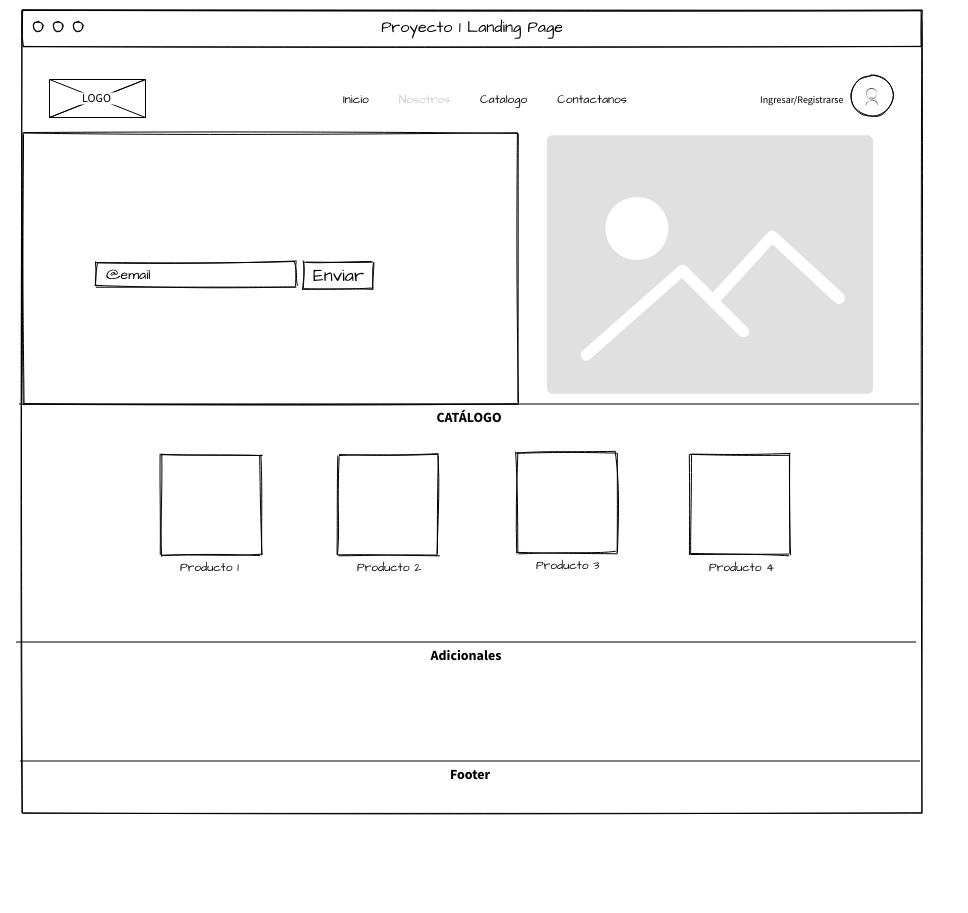 Proyecto 1 Landing Page
LOGO
Inicio Nosotros Catalogo Contactanos
Ingresar/Registrarse
@email
Enviar
CATÁLOGO
Producto 1 Producto 2 Producto 3 Producto 4
Adicionales
Footer